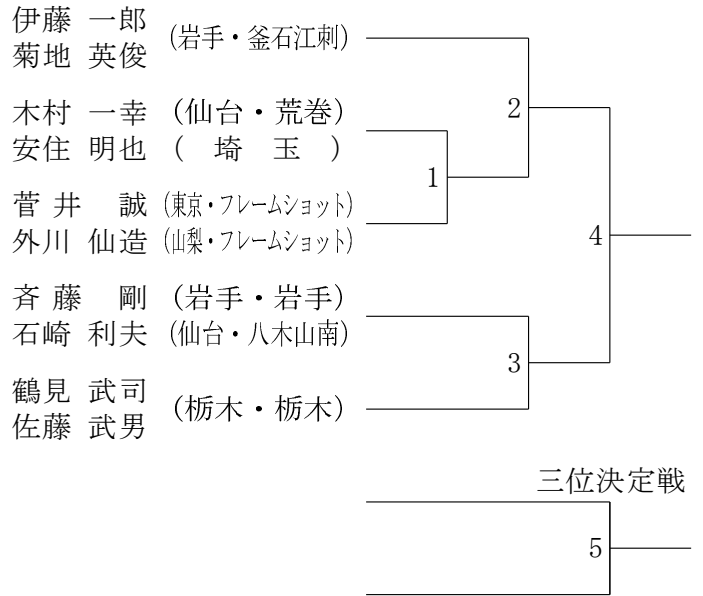 伊藤 一郎 (岩手・釜石江刺)
菊地 英俊
2
木村 一幸 (仙台・荒巻)
安住 明也 ( 埼 玉 )
1
菅井 誠 (東京・フレームショット)
外川 仙造 (山梨・フレームショット)
4
斉藤 剛 (岩手・岩手)
石崎 利夫 (仙台・八木山南)
3
鶴見 武司 (栃木・栃木)
佐藤 武男
三位決定戦
5